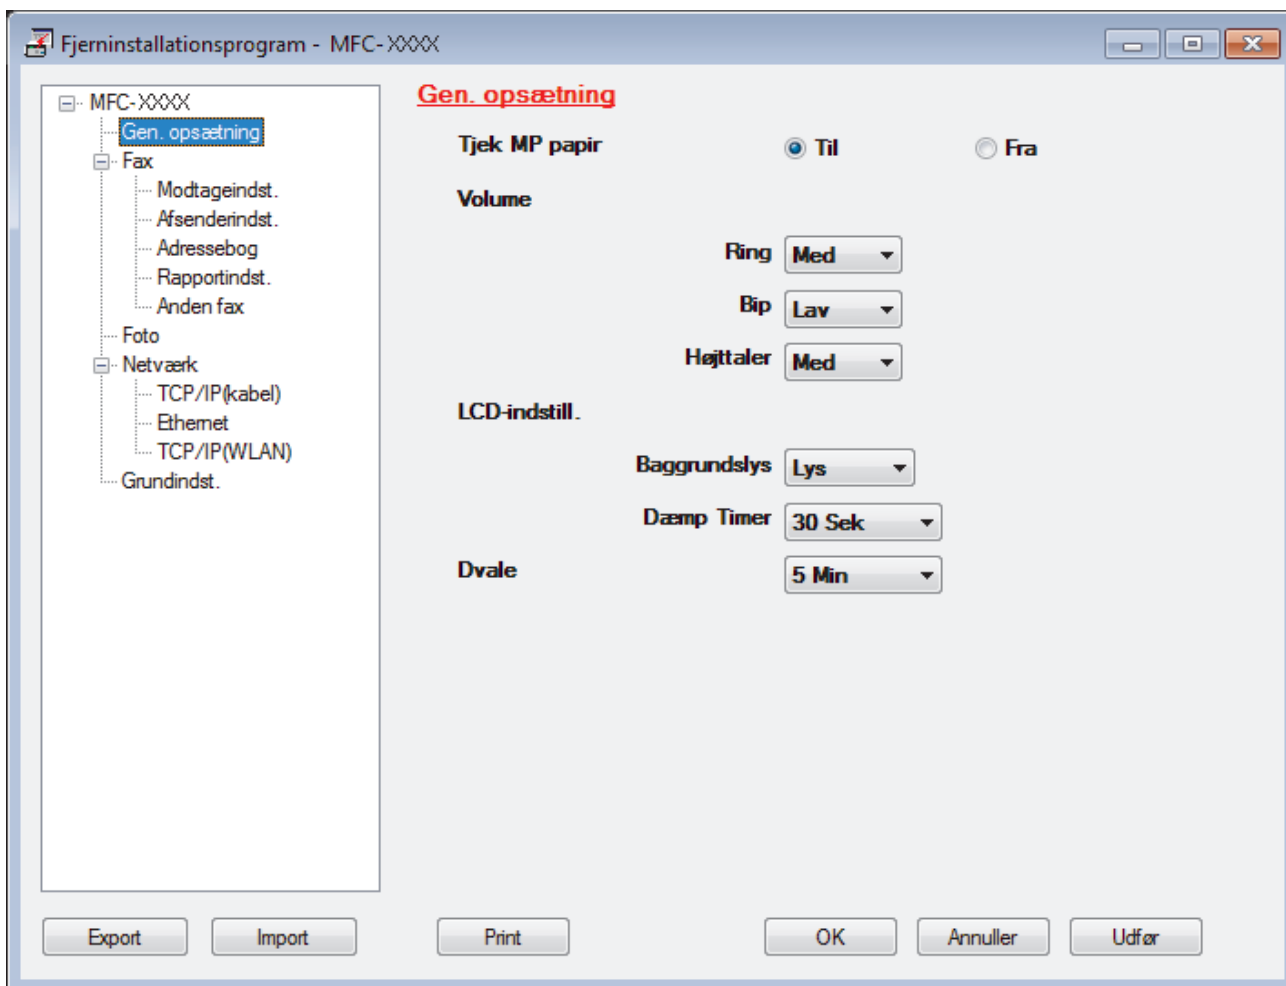 Fjerninstallationsprogram - MFC-XXXX
MFC-XXXX
Gen. opsætning
Fax
Modtageindst.
Afsenderindst.
Adressebog
Rapportindst.
Anden fax
Foto
Netværk
TCP/IP(kabel)
Ethernet
TCP/IP(WLAN)
Grundindst.
Gen. opsætning
Tjek MP papir Til Fra
Volume
Ring Med
Bip Lav
Højttaler Med
LCD-indstill.
Baggrundslys Lys
Dæmp Timer 30 Sek
Dvale 5 Min
Export Import Print OK Annuller Udfør